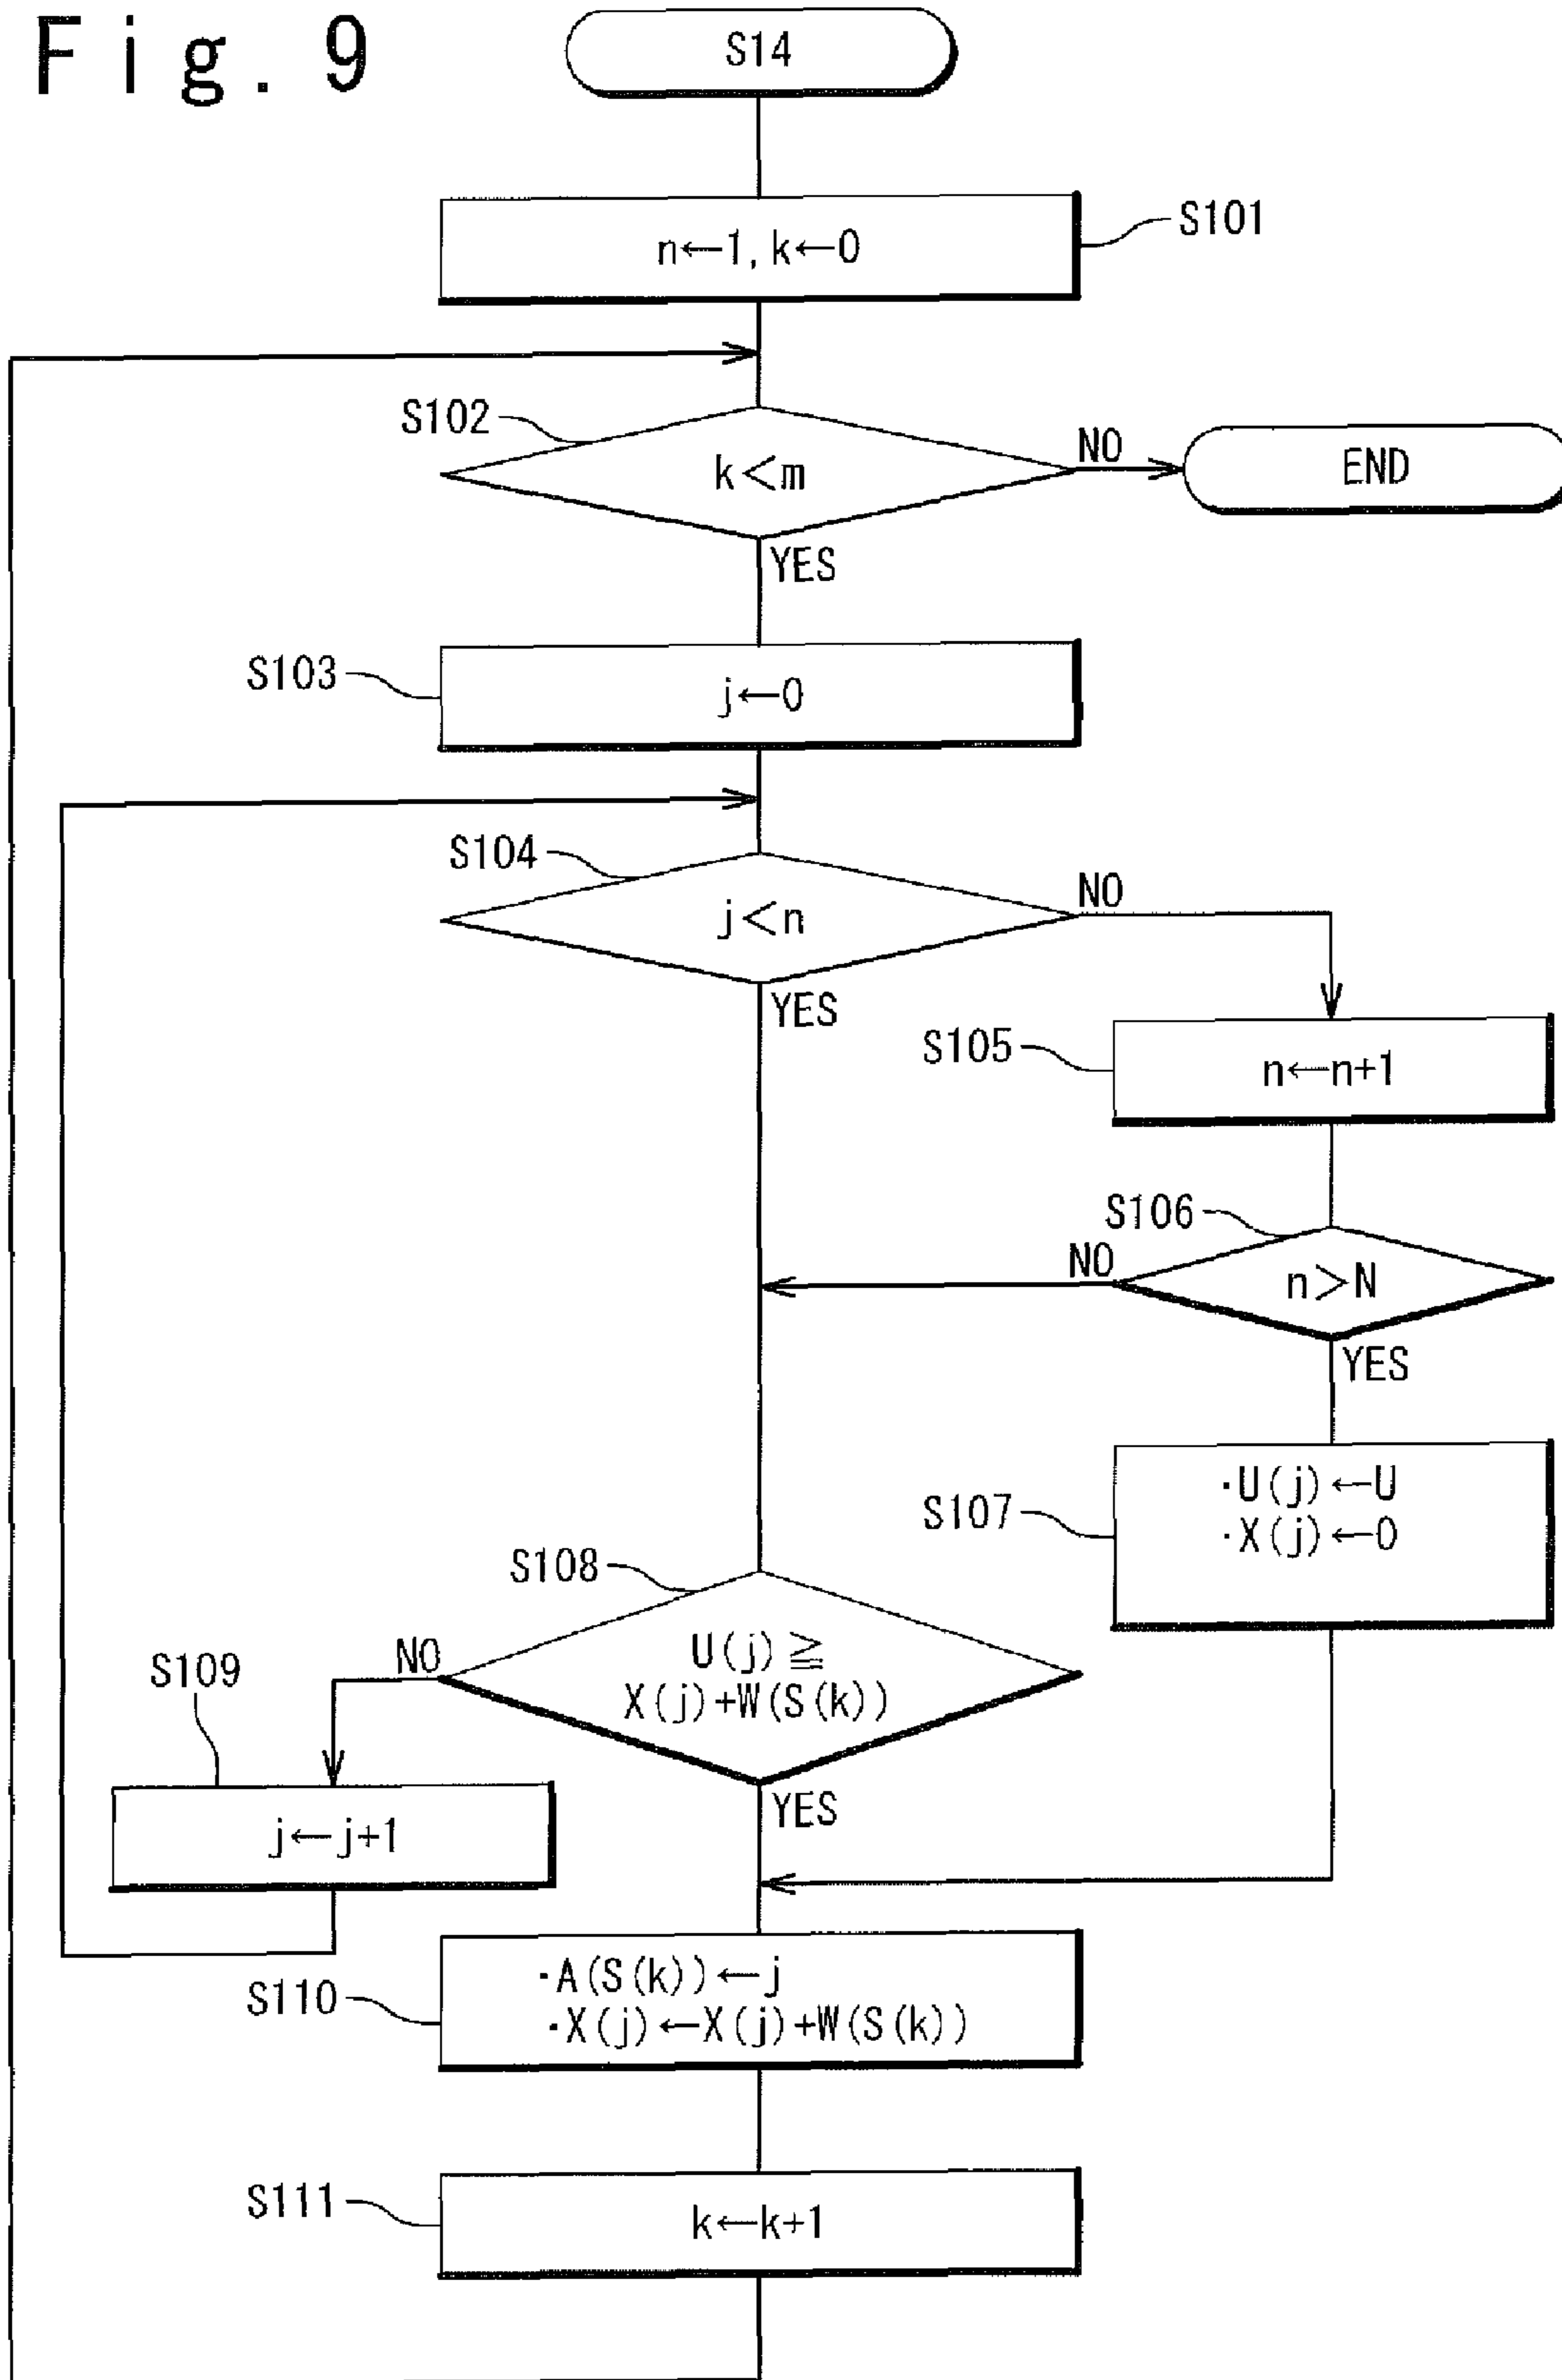 Fig. 9
S14
n←1, k←0
S101
S102
k<m
NO
END
YES
S103
j←0
S104
j<n
NO
YES
S105
n←n+1
S106
n>N
NO
YES
S107
·U(j)←U
·X(j)←0
S108
U(j)≧
X(j)+W(S(k))
NO
YES
S109
j←j+1
S110
·A(S(k))←j
·X(j)←X(j)+W(S(k))
S111
k←k+1